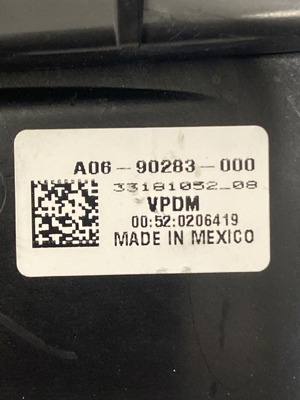 A06-90283-000
33181052_08
VPDM
00:52:0206419
MADE IN MEXICO